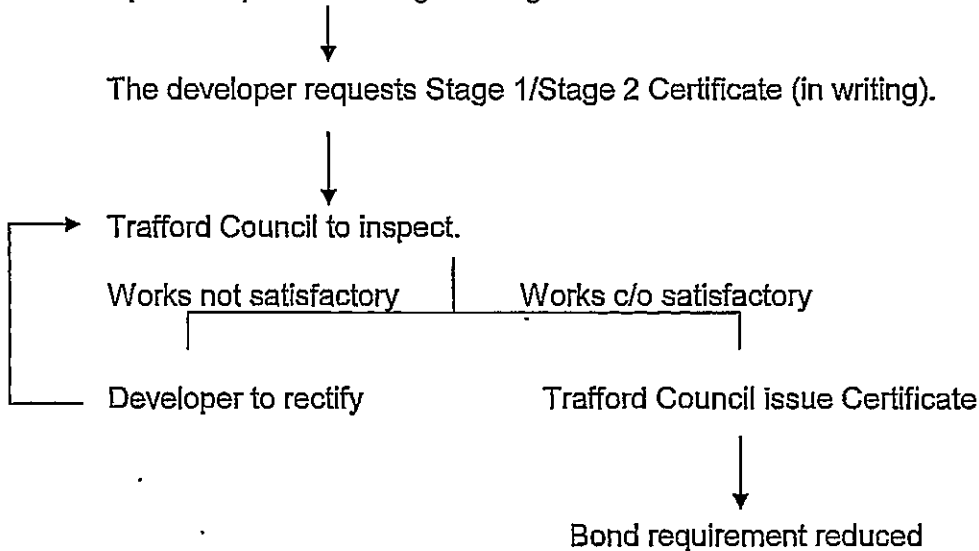 The developer requests Stage 1/Stage 2 Certificate (in writing).
Trafford Council to inspect.
Works not satisfactory Works c/o satisfactory
Developer to rectify Trafford Council issue Certificate
Bond requirement reduced